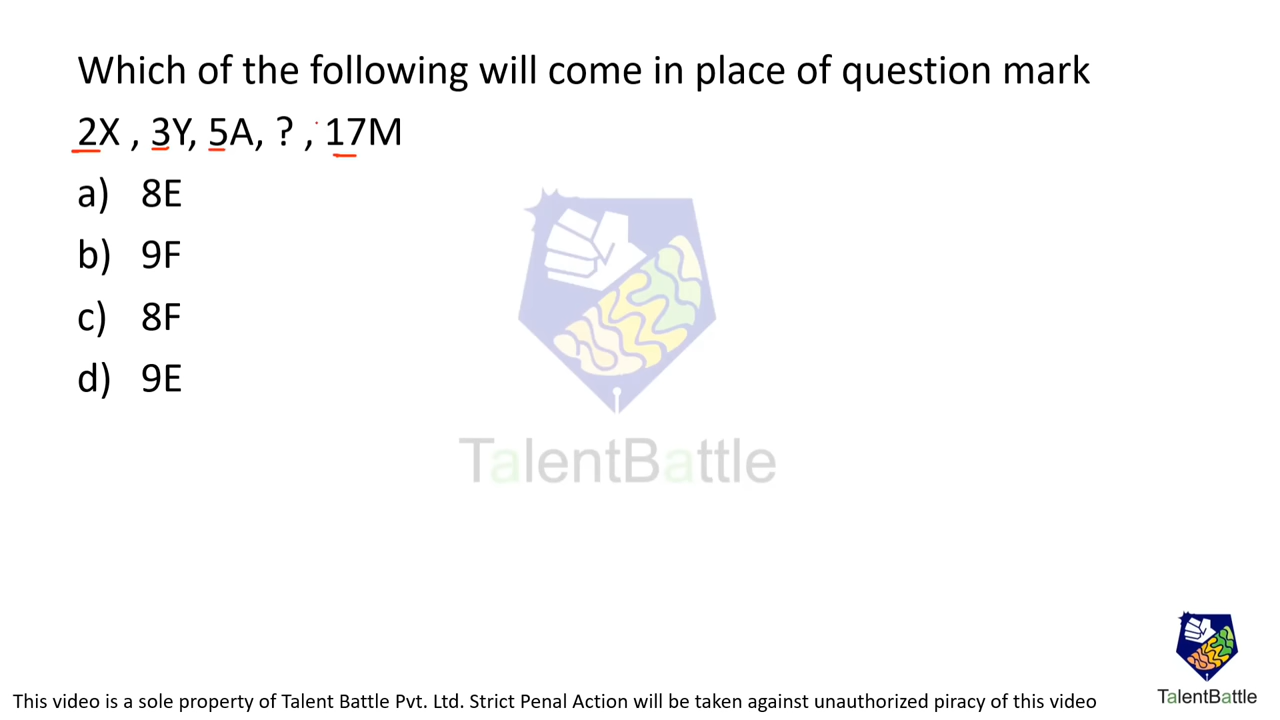 Which of the following will come in place of question mark
2X , 3Y, 5A, ? , 17M
a) 8E
b) 9F
c) 8F
d) 9E
TalentBattle
TalentBattle
This video is a sole property of Talent Battle Pvt. Ltd. Strict Penal Action will be taken against unauthorized piracy of this video